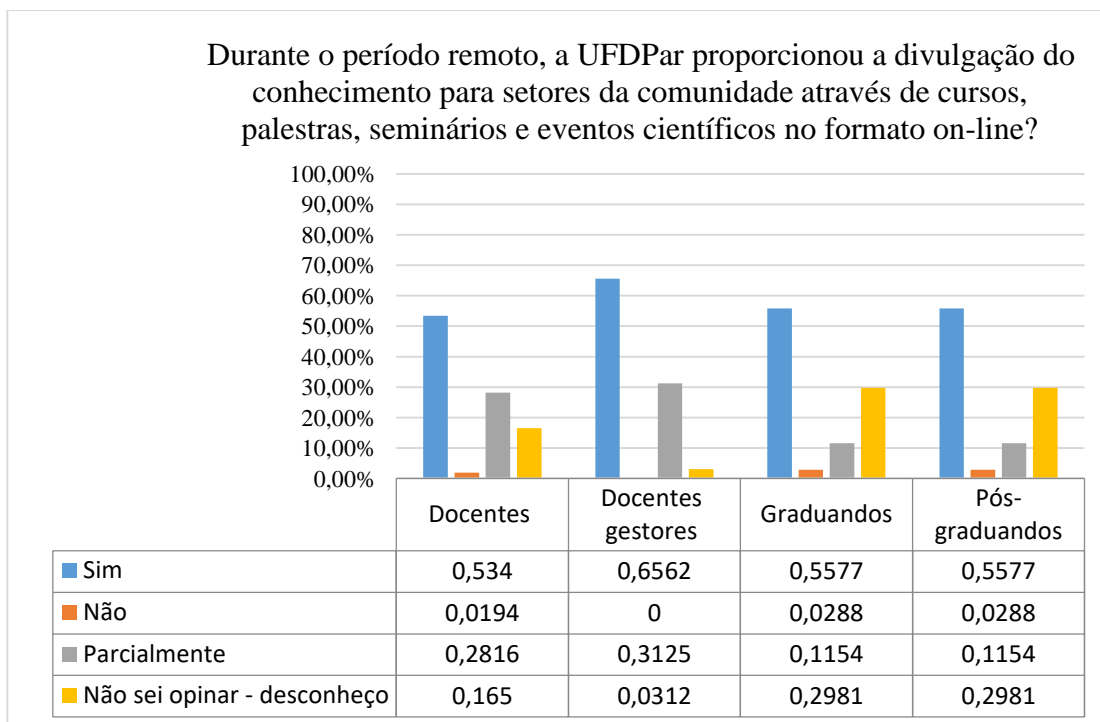 Durante o período remoto, a UFDPar proporcionou a divulgação do
conhecimento para setores da comunidade através de cursos,
palestras, seminários e eventos científicos no formato on-line?
100,00%
90,00%
80,00%
70,00%
60,00%
50,00%
40,00%
30,00%
20,00%
10,00%
0,00%
Docentes
Docentes
gestores
Graduandos
Pós-
graduandos
Sim 0,534 0,6562 0,5577 0,5577
Não 0,0194 0 0,0288 0,0288
Parcialmente 0,2816 0,3125 0,1154 0,1154
Não sei opinar - desconheço 0,165 0,0312 0,2981 0,2981